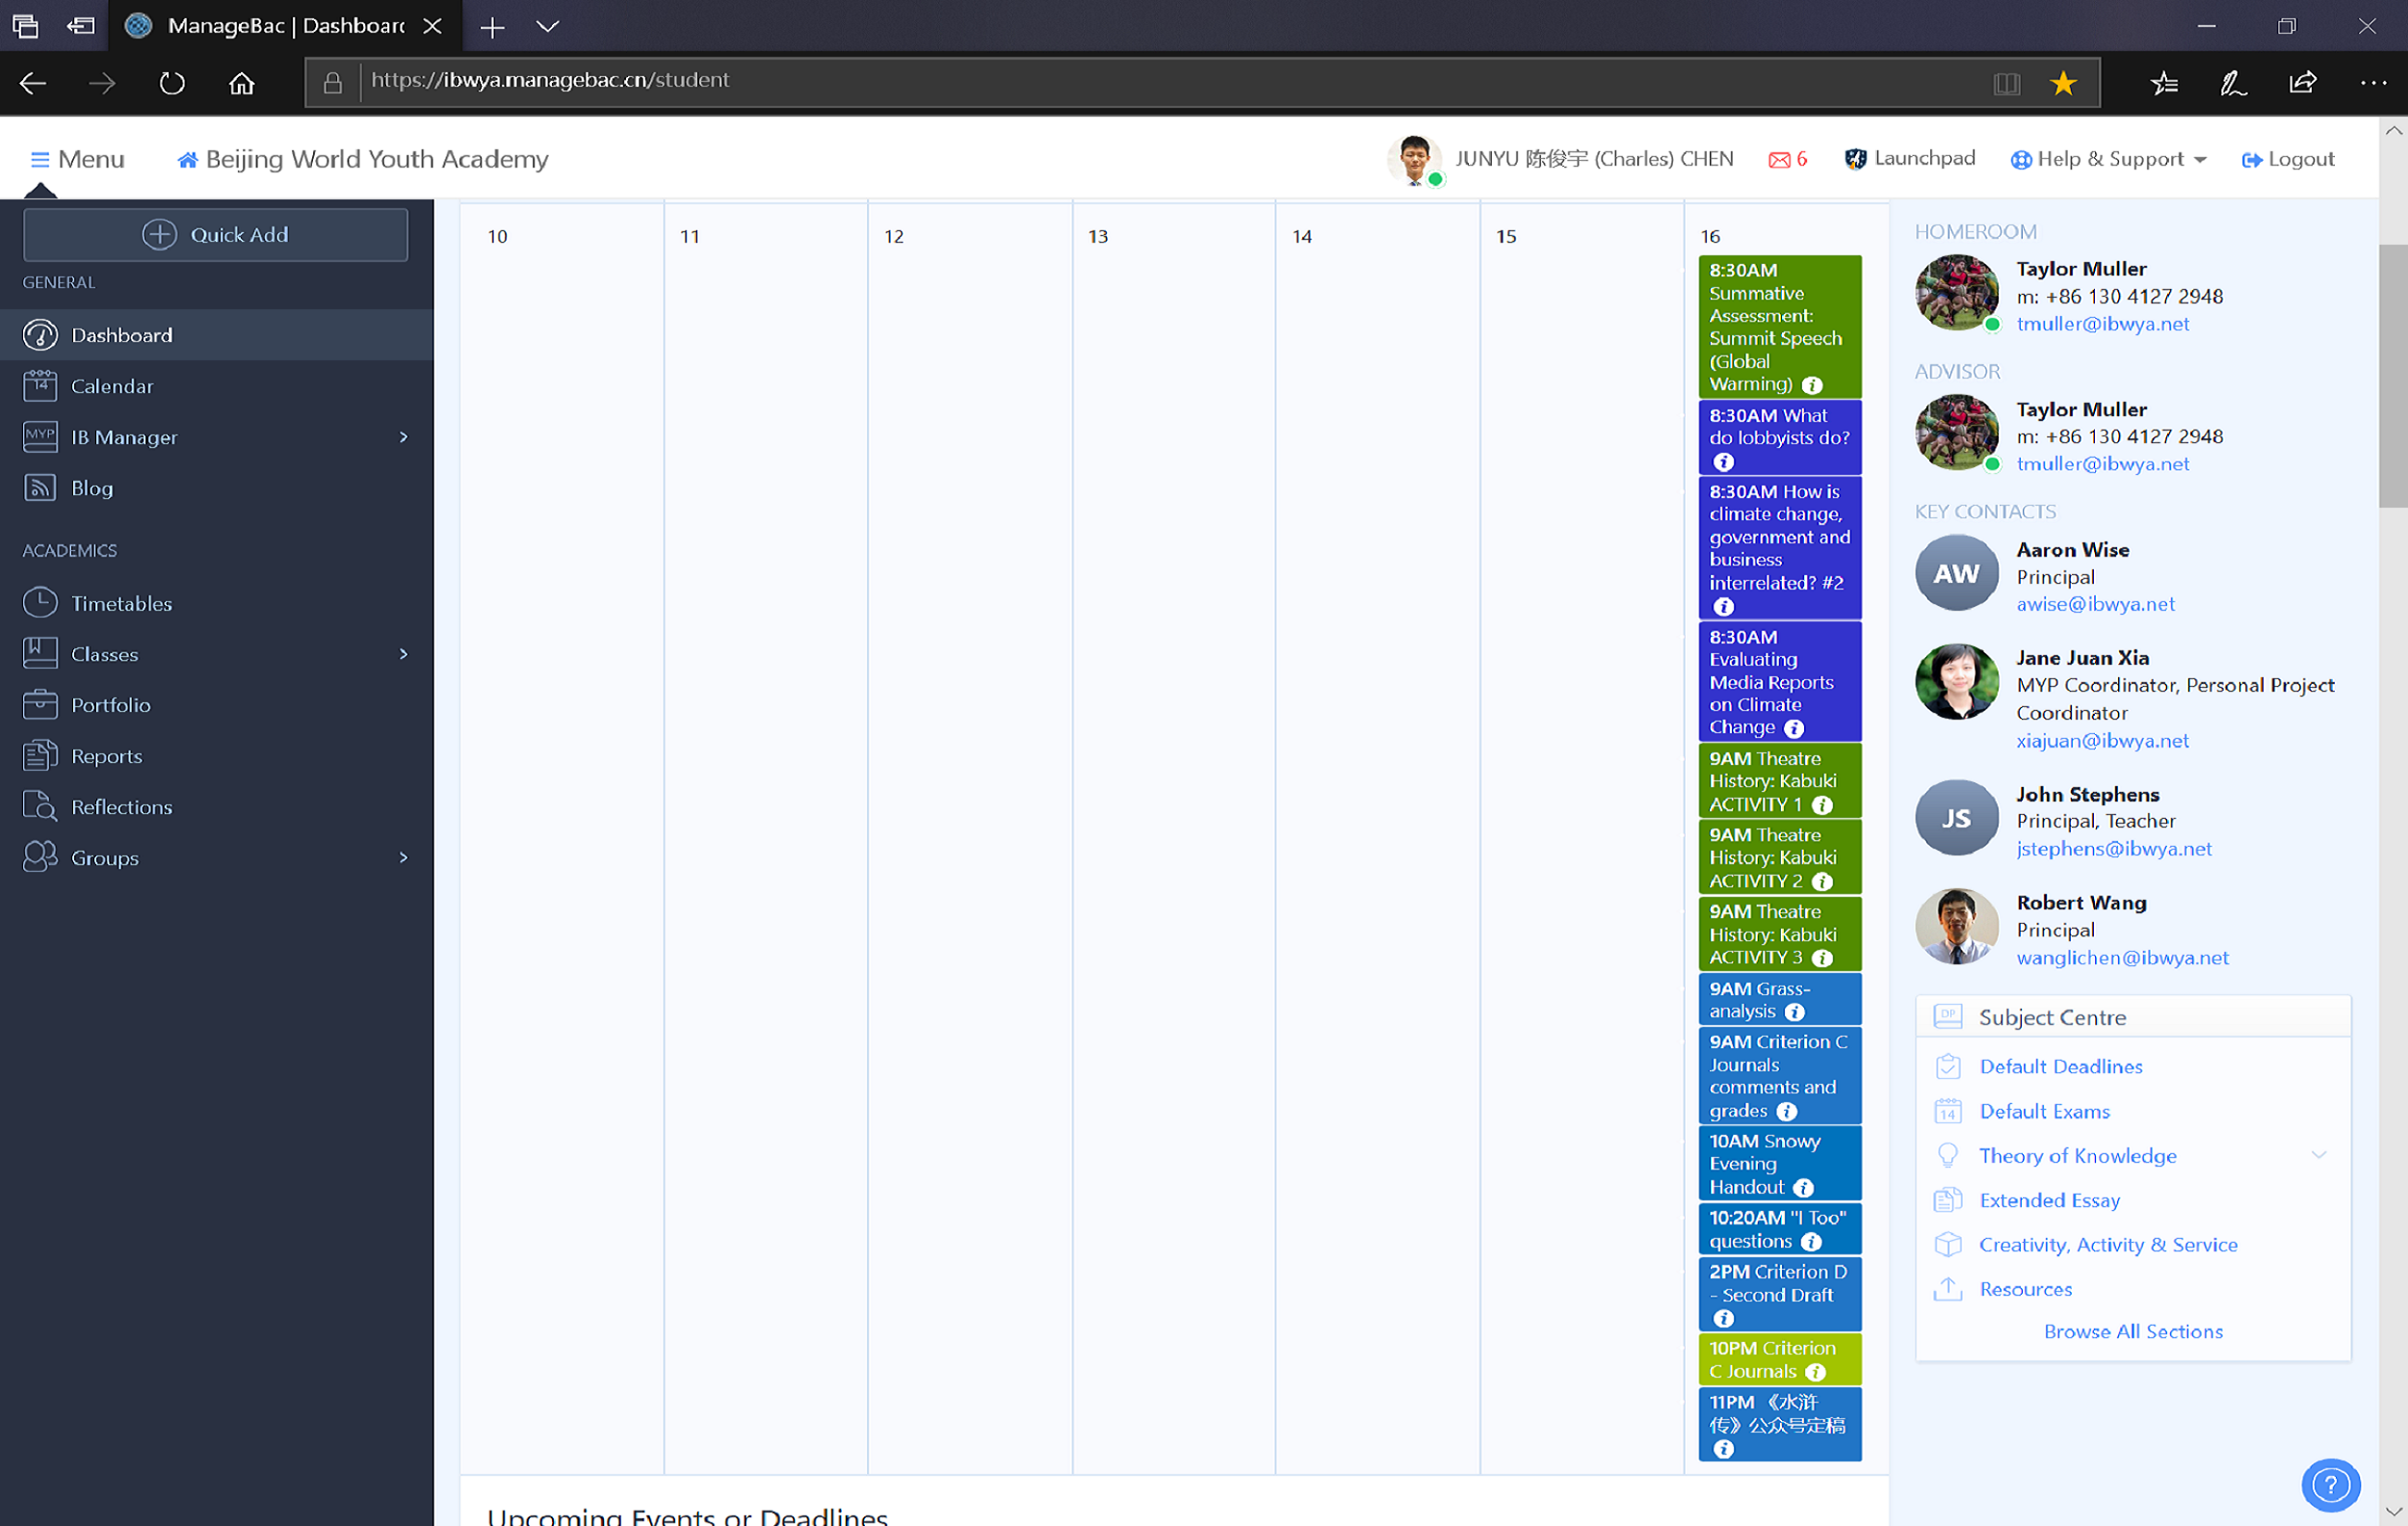 ManageBac | Dashboard
https://ibwya.managebac.cn/student
Menu
Beijing World Youth Academy
JUNYU 陈俊宇 (Charles) CHEN
6
Launchpad
Help & Support
Logout
Quick Add
GENERAL
Dashboard
14
Calendar
MYP
IB Manager
Blog
ACADEMICS
Timetables
Classes
Portfolio
Reports
Reflections
Groups
10
11
12
13
14
15
16
8:30AM
Summative
Assessment:
Summit Speech
(Global
Warming)
8:30AM What
do lobbyists do?
8:30AM How is
climate change,
government and
business
interrelated? #2
8:30AM
Evaluating
Media Reports
on Climate
Change
9AM Theatre
History: Kabuki
ACTIVITY 1
9AM Theatre
History: Kabuki
ACTIVITY 2
9AM Theatre
History: Kabuki
ACTIVITY 3
9AM Grass-
analysis
9AM Criterion C
Journals
comments and
grades
10AM Snowy
Evening
Handout
10:20AM "I Too"
questions
2PM Criterion D
- Second Draft
10PM Criterion
C Journals
11PM 《水浒
传》公众号定稿
Upcoming Events or Deadlines
HOMEROOM
Taylor Muller
m: +86 130 4127 2948
tmuller@ibwya.net
ADVISOR
Taylor Muller
m: +86 130 4127 2948
tmuller@ibwya.net
KEY CONTACTS
AW
Aaron Wise
Principal
awise@ibwya.net
Jane Juan Xia
MYP Coordinator, Personal Project
Coordinator
xiajuan@ibwya.net
JS
John Stephens
Principal, Teacher
jstephens@ibwya.net
Robert Wang
Principal
wanglichen@ibwya.net
DP
Subject Centre
Default Deadlines
14
Default Exams
Theory of Knowledge
Extended Essay
Creativity, Activity & Service
Resources
Browse All Sections